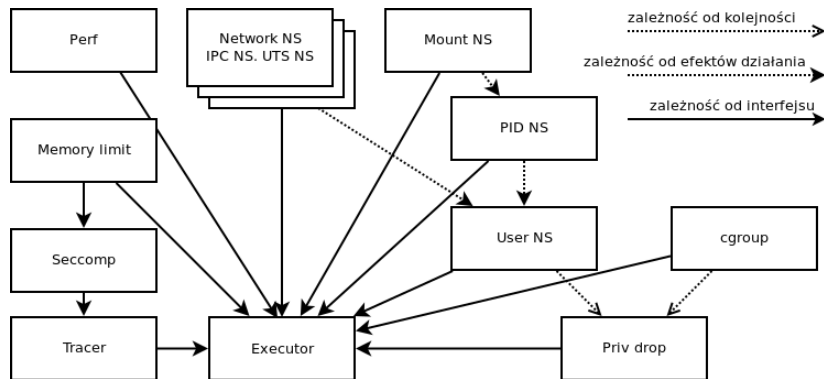 Perf
Network NS
IPC NS. UTS NS
Mount NS
zależność od kolejności
zależność od efektów działania
zależność od interfejsu
Memory limit
PID NS
Seccomp
User NS
cgroup
Tracer
Executor
Priv drop